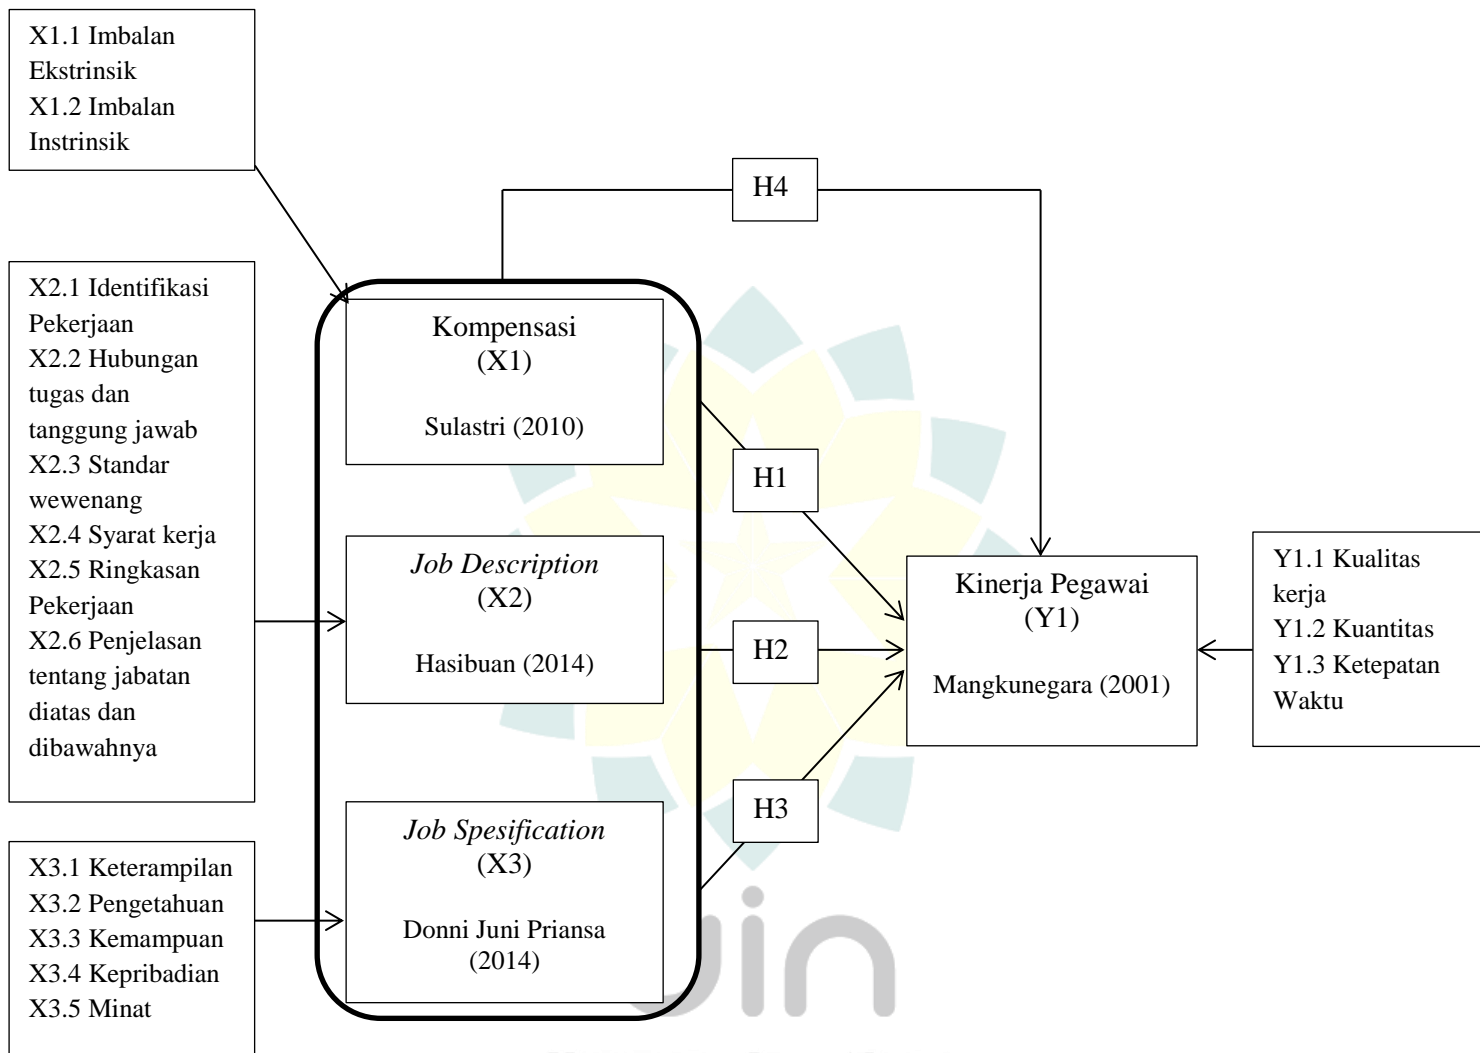 X1.1 Imbalan
Ekstrinsik
X1.2 Imbalan
Instrinsik
H4
X2.1 Identifikasi
Pekerjaan
X2.2 Hubungan
tugas dan
tanggung jawab
X2.3 Standar
wewenang
X2.4 Syarat kerja
X2.5 Ringkasan
Pekerjaan
X2.6 Penjelasan
tentang jabatan
diatas dan
dibawahnya
Kompensasi
(X1)
Sulastri (2010)
H1
Job Description
(X2)
Hasibuan (2014)
H2
Kinerja Pegawai
(Y1)
Mangkunegara (2001)
Y1.1 Kualitas
kerja
Y1.2 Kuantitas
Y1.3 Ketepatan
Waktu
H3
X3.1 Keterampilan
X3.2 Pengetahuan
X3.3 Kemampuan
X3.4 Kepribadian
X3.5 Minat
Job Spesification
(X3)
Donni Juni Priansa
(2014)
uin